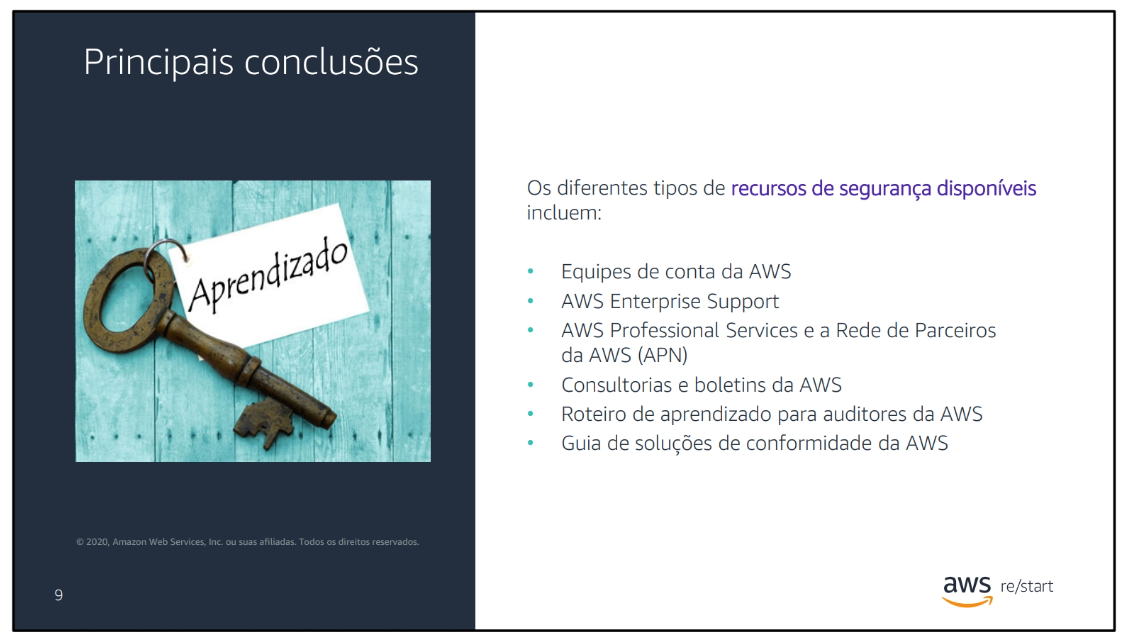 Principais conclusões
Aprendizado
Os diferentes tipos de recursos de segurança disponíveis
incluem:
• Equipes de conta da AWS
• AWS Enterprise Support
• AWS Professional Services e a Rede de Parceiros
da AWS (APN)
• Consultorias e boletins da AWS
• Roteiro de aprendizado para auditores da AWS
• Guia de soluções de conformidade da AWS
© 2020, Amazon Web Services, Inc. ou suas afiliadas. Todos os direitos reservados.
9
aws re/start